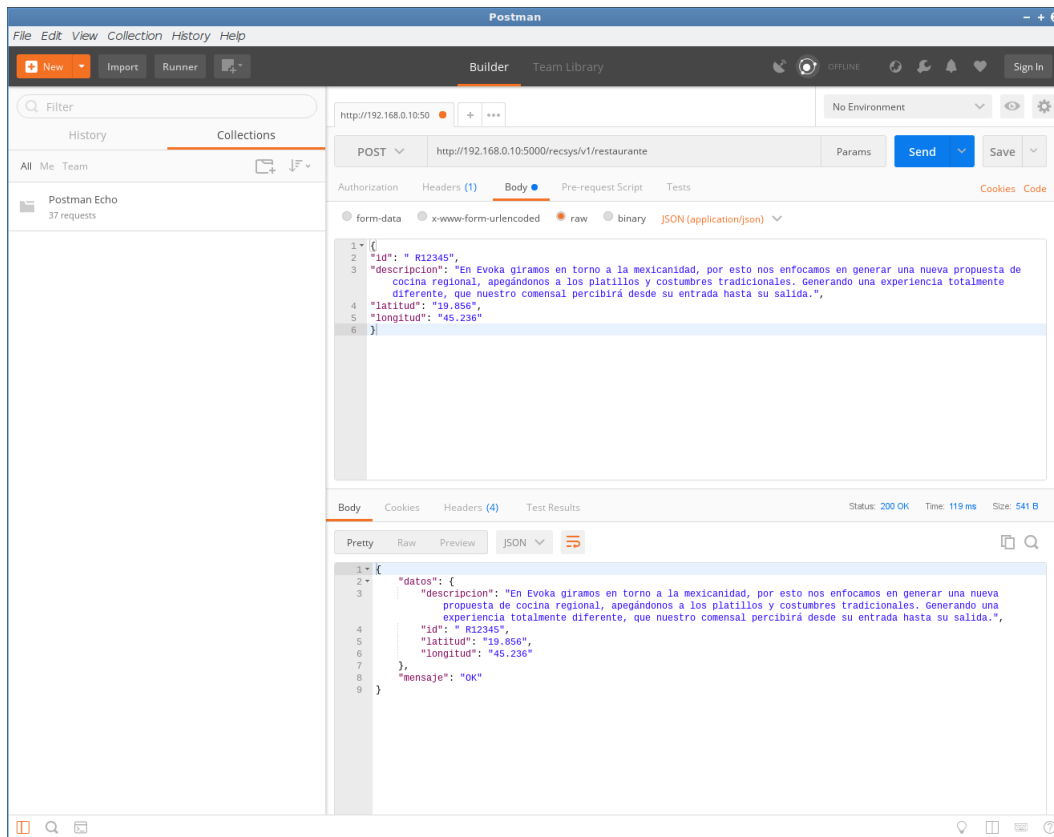 Postman
File Edit View Collection History Help
New Import Runner Builder Team Library OFFLINE Sign In
Filter
History Collections
All Me Team
Postman Echo
37 requests
http://192.168.0.10:50 + •••
No Environment
POST http://192.168.0.10:5000/recsys/v1/restaurante Params Send Save
Authorization Headers (1) Body Pre-request Script Tests Cookies Code
form-data x-www-form-urlencoded raw binary JSON (application/json)
1 {
2 "id": " R12345",
3 "descripcion": "En Evoka giramos en torno a la mexicanidad, por esto nos enfocamos en generar una nueva propuesta de
cocina regional, apegándonos a los platillos y costumbres tradicionales. Generando una experiencia totalmente
diferente, que nuestro comensal percibirá desde su entrada hasta su salida.",
4 "latitud": "19.856",
5 "longitud": "45.236"
6 }
Body Cookies Headers (4) Test Results Status: 200 OK Time: 119 ms Size: 541 B
Pretty Raw Preview JSON
1 {
2 "datos": {
3 "descripcion": "En Evoka giramos en torno a la mexicanidad, por esto nos enfocamos en generar una nueva
propuesta de cocina regional, apegándonos a los platillos y costumbres tradicionales. Generando una
experiencia totalmente diferente, que nuestro comensal percibirá desde su entrada hasta su salida.",
4 "id": " R12345",
5 "latitud": "19.856",
6 "longitud": "45.236"
7 },
8 "mensaje": "OK"
9 }